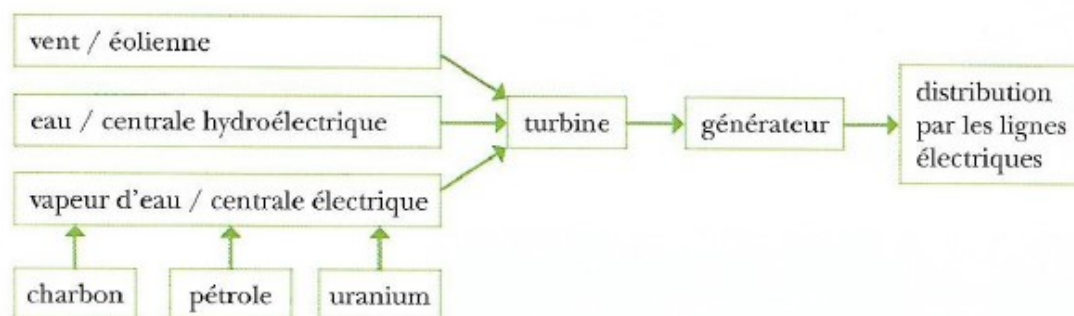 vent / éolienne
eau / centrale hydroélectrique
vapeur d'eau / centrale électrique
charbon
pétrole
uranium
turbine
générateur
distribution
par les lignes
électriques